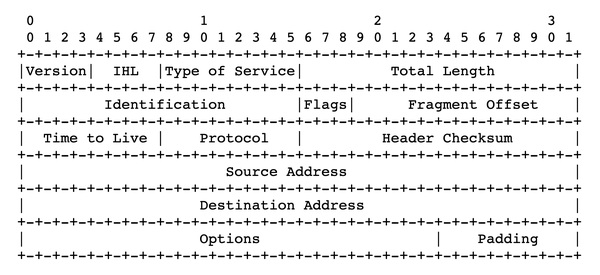 0                   1                   2                   3
 0 1 2 3 4 5 6 7 8 9 0 1 2 3 4 5 6 7 8 9 0 1 2 3 4 5 6 7 8 9 0 1
+-+-+-+-+-+-+-+-+-+-+-+-+-+-+-+-+-+-+-+-+-+-+-+-+-+-+-+-+-+-+-+-+
|Version|  IHL  |Type of Service|          Total Length         |
+-+-+-+-+-+-+-+-+-+-+-+-+-+-+-+-+-+-+-+-+-+-+-+-+-+-+-+-+-+-+-+-+
|         Identification        |Flags|      Fragment Offset    |
+-+-+-+-+-+-+-+-+-+-+-+-+-+-+-+-+-+-+-+-+-+-+-+-+-+-+-+-+-+-+-+-+
|  Time to Live |    Protocol   |         Header Checksum       |
+-+-+-+-+-+-+-+-+-+-+-+-+-+-+-+-+-+-+-+-+-+-+-+-+-+-+-+-+-+-+-+-+
|                       Source Address                          |
+-+-+-+-+-+-+-+-+-+-+-+-+-+-+-+-+-+-+-+-+-+-+-+-+-+-+-+-+-+-+-+-+
|                    Destination Address                        |
+-+-+-+-+-+-+-+-+-+-+-+-+-+-+-+-+-+-+-+-+-+-+-+-+-+-+-+-+-+-+-+-+
|                    Options                    |    Padding    |
+-+-+-+-+-+-+-+-+-+-+-+-+-+-+-+-+-+-+-+-+-+-+-+-+-+-+-+-+-+-+-+-+